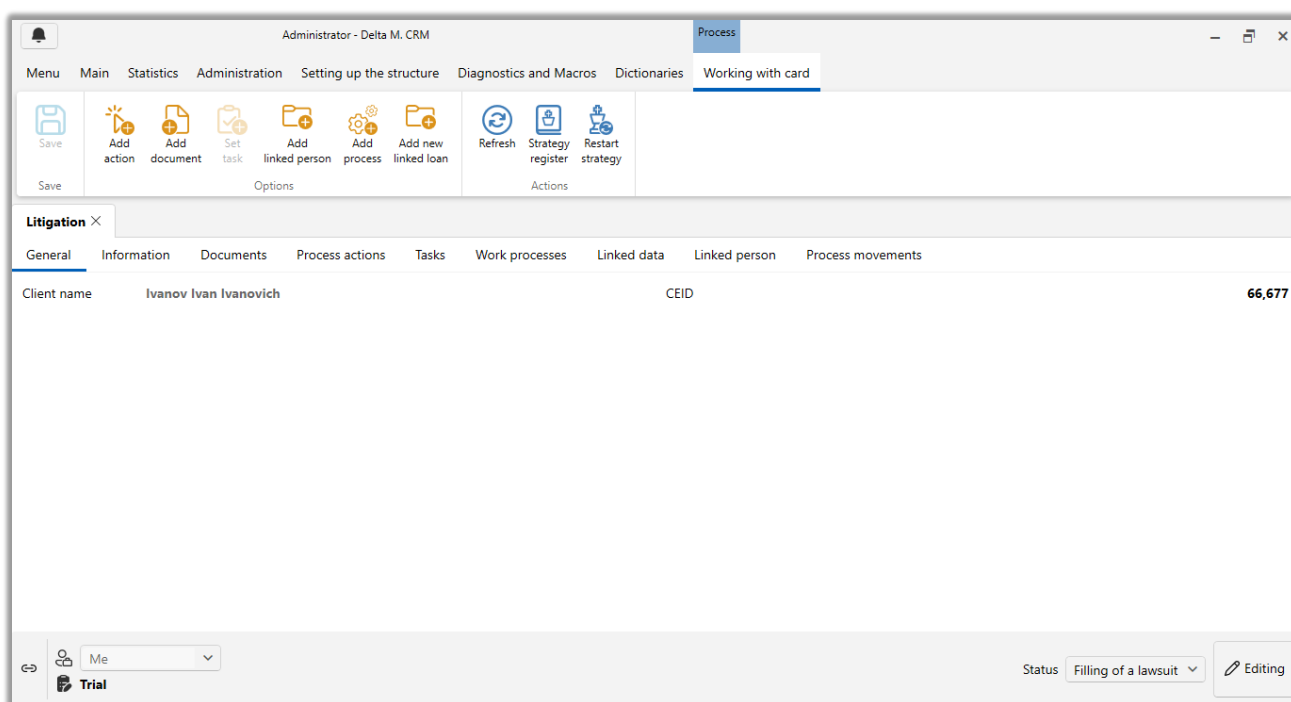 Administrator - Delta M. CRM
Process
Menu Main Statistics Administration Setting up the structure Diagnostics and Macros Dictionaries Working with card
Save
Add action
Add document
Set task
Add linked person
Add process
Add new linked loan
Refresh
Strategy register
Restart strategy
Save Options Actions
Litigation
General Information Documents Process actions Tasks Work processes Linked data Linked person Process movements
Client name Ivanov Ivan Ivanovich CEID 66,677
Me
Trial
Status Filling of a lawsuit Editing